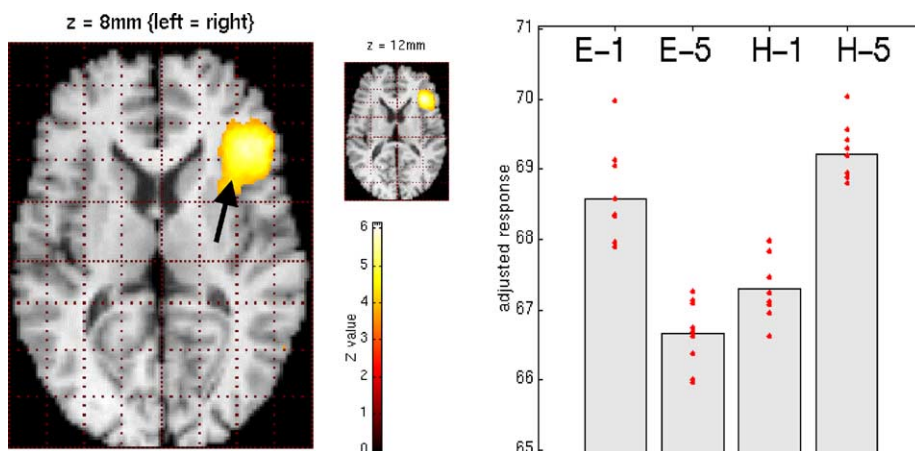 z = 8mm {left = right}
z = 12mm
6
5
4
3
2
1
0
Z value
71
70
69
68
67
66
65
adjusted response
E-1 E-5 H-1 H-5